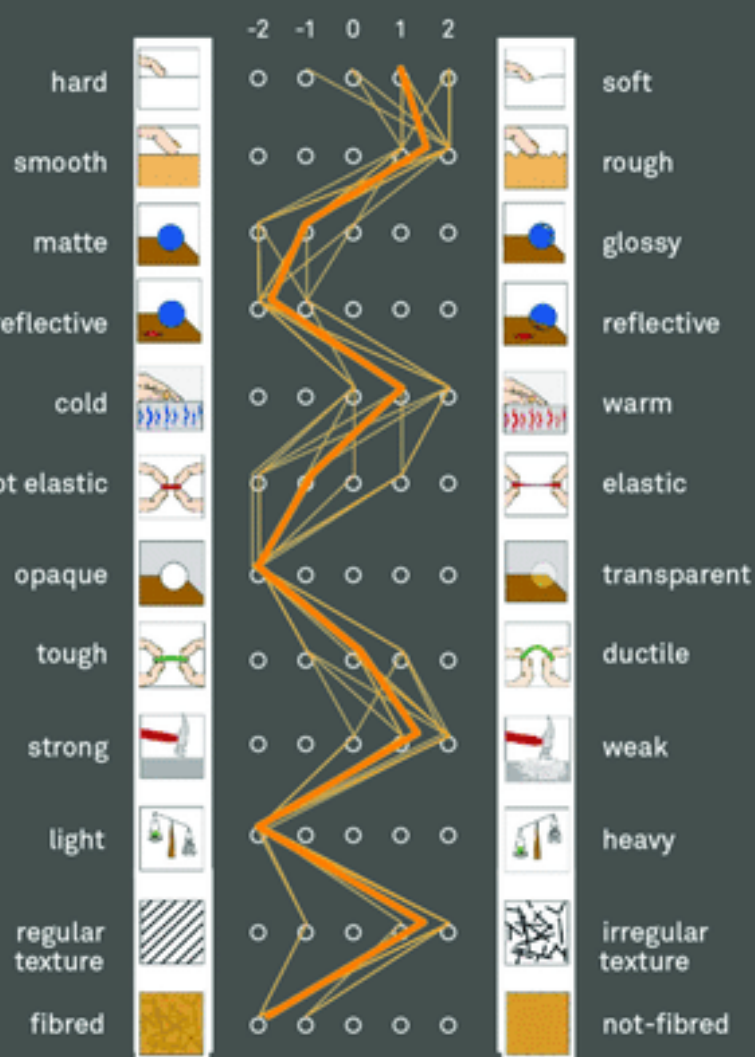 -2 -1 0 1 2
hard soft
smooth rough
matte glossy
reflective
cold warm
elastic elastic
opaque transparent
tough ductile
strong weak
light heavy
regular irregular
texture texture
fibred not-fibred